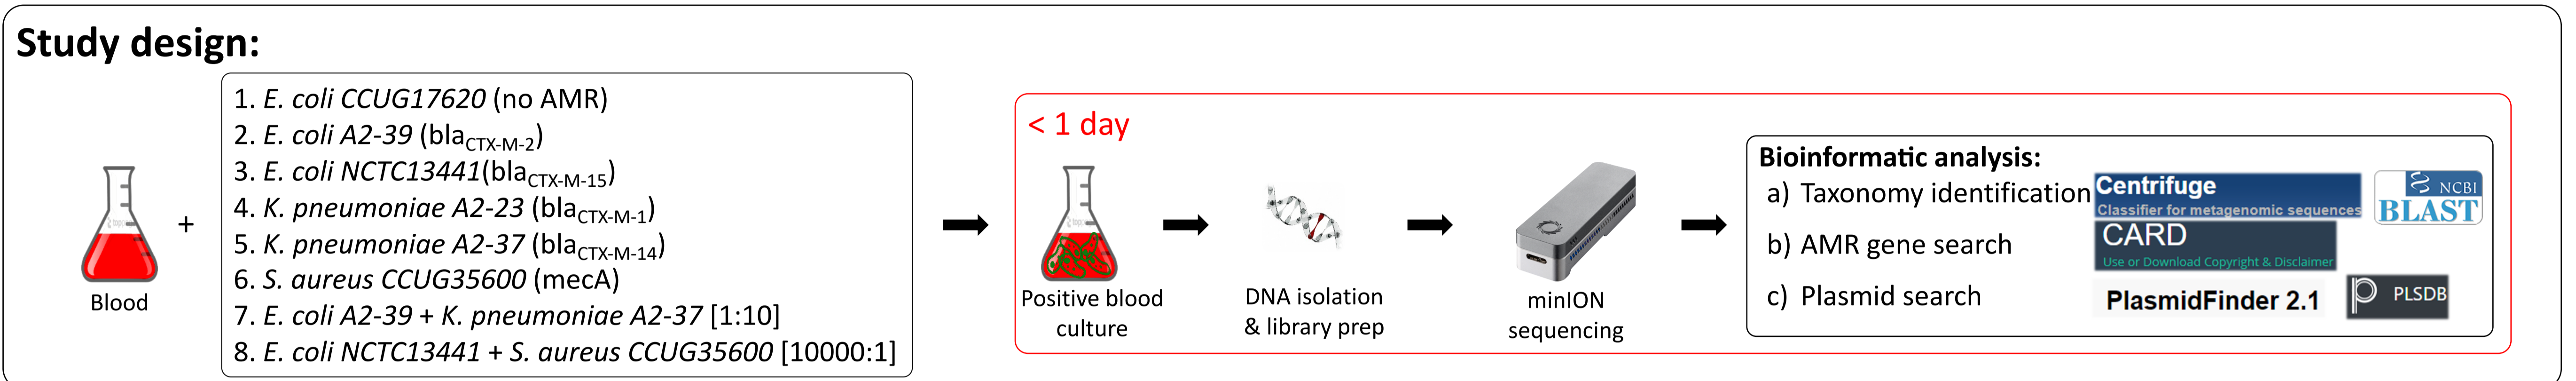 Study design:
1. E. coli CCUG17620 (no AMR)
2. E. coli A2-39 (blaCTX-M-2)
3. E. coli NCTC13441(blaCTX-M-15)
4. K. pneumoniae A2-23 (blaCTX-M-1)
5. K. pneumoniae A2-37 (blaCTX-M-14)
6. S. aureus CCUG35600 (mecA)
7. E. coli A2-39 + K. pneumoniae A2-37 [1:10]
8. E. coli NCTC13441 + S. aureus CCUG35600 [10000:1]
+
Blood
< 1 day
Positive blood
culture
DNA isolation
& library prep
minION
sequencing
Bioinformatic analysis:
a) Taxonomy identification
Centrifuge
Classifier for metagenomic sequences
NCBI
BLAST
b) AMR gene search
CARD
Use or Download Copyright & Disclaimer
c) Plasmid search
PlasmidFinder 2.1
PLSDB